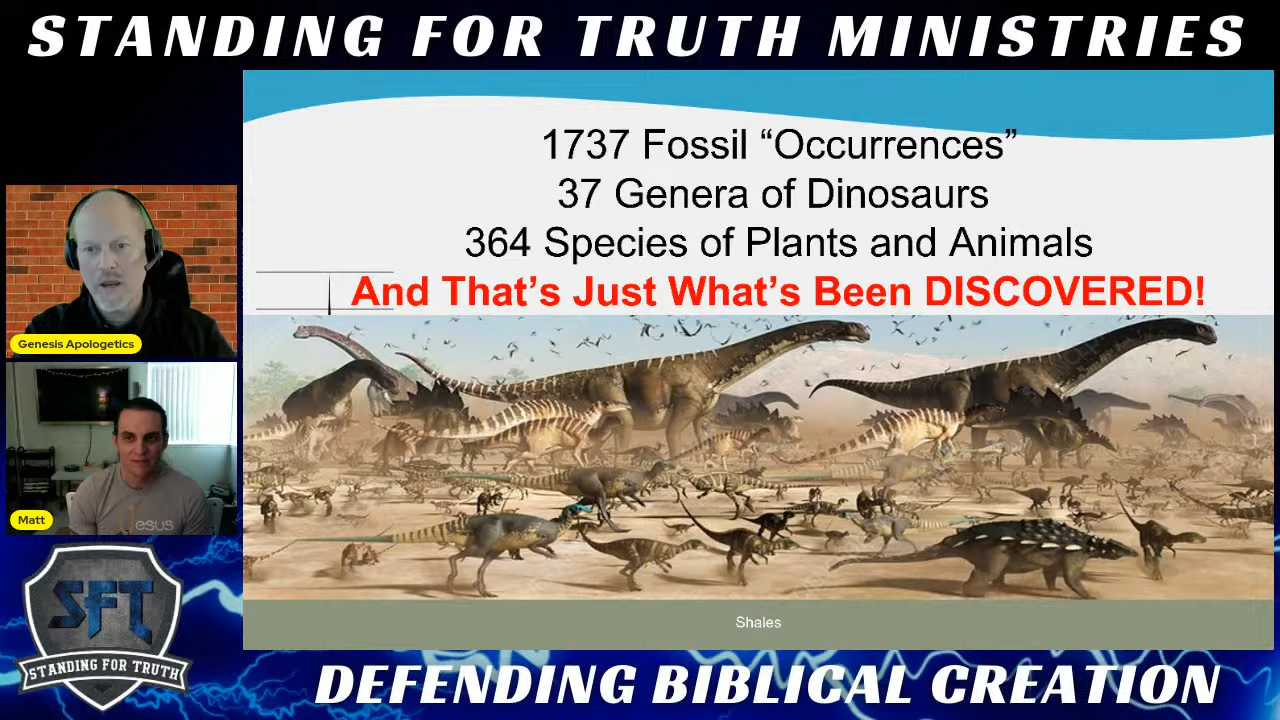 STANDING FOR TRUTH MINISTRIES
1737 Fossil “Occurrences”
37 Genera of Dinosaurs
364 Species of Plants and Animals
And That’s Just What’s Been DISCOVERED!
Genesis Apologetics
Matt
Jesus
SFT
STANDING FOR TRUTH
Shales
DEFENDING BIBLICAL CREATION